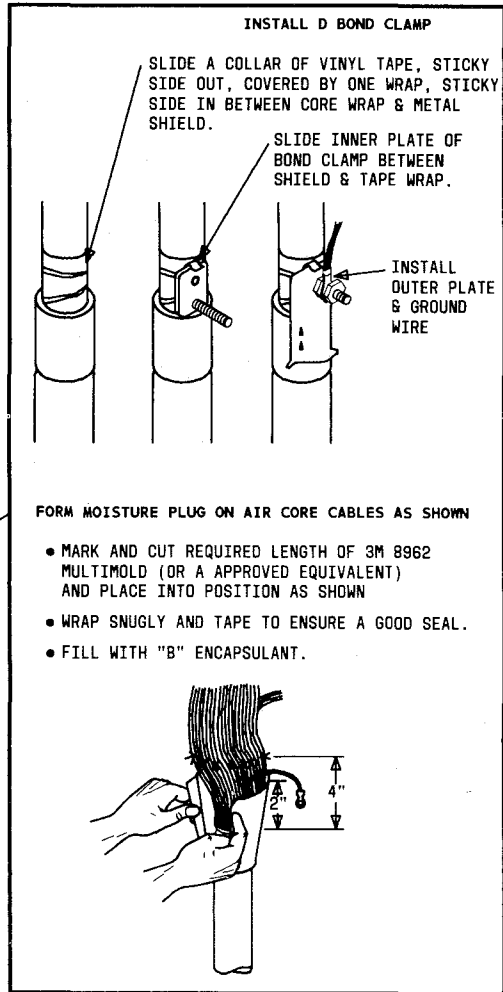 INSTALL D BOND CLAMP
SLIDE A COLLAR OF VINYL TAPE, STICKY
SIDE OUT, COVERED BY ONE WRAP, STICKY
SIDE IN BETWEEN CORE WRAP & METAL
SHIELD.
SLIDE INNER PLATE OF
BOND CLAMP BETWEEN
SHIELD & TAPE WRAP.
INSTALL
OUTER PLATE
& GROUND
WIRE
FORM MOISTURE PLUG ON AIR CORE CABLES AS SHOWN
• MARK AND CUT REQUIRED LENGTH OF 3M 8962
MULTIMOLD (OR A APPROVED EQUIVALENT)
AND PLACE INTO POSITION AS SHOWN
• WRAP SNUGLY AND TAPE TO ENSURE A GOOD SEAL.
• FILL WITH "B" ENCAPSULANT.
4"
2"